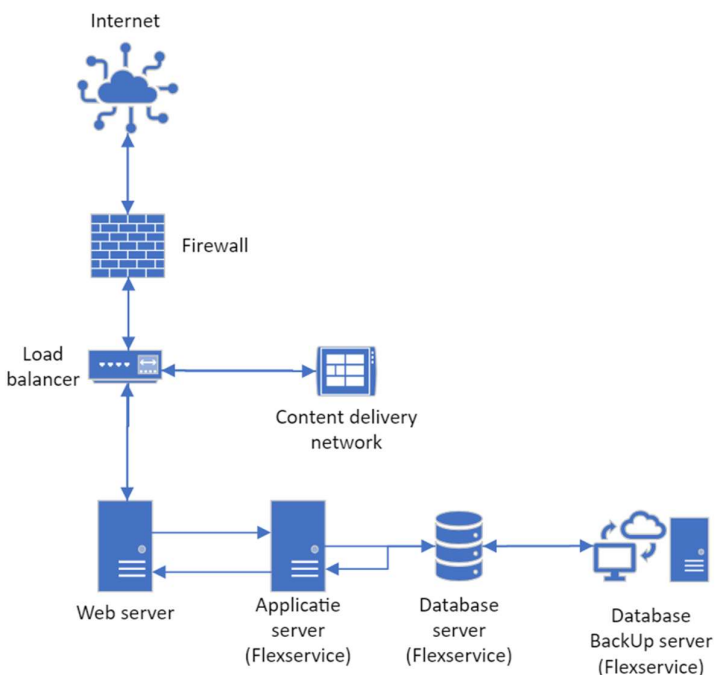 Internet
Firewall
Load
balancer
Content delivery
network
Web server
Applicatie
server
(Flexservice)
Database
server
(Flexservice)
Database
BackUp server
(Flexservice)